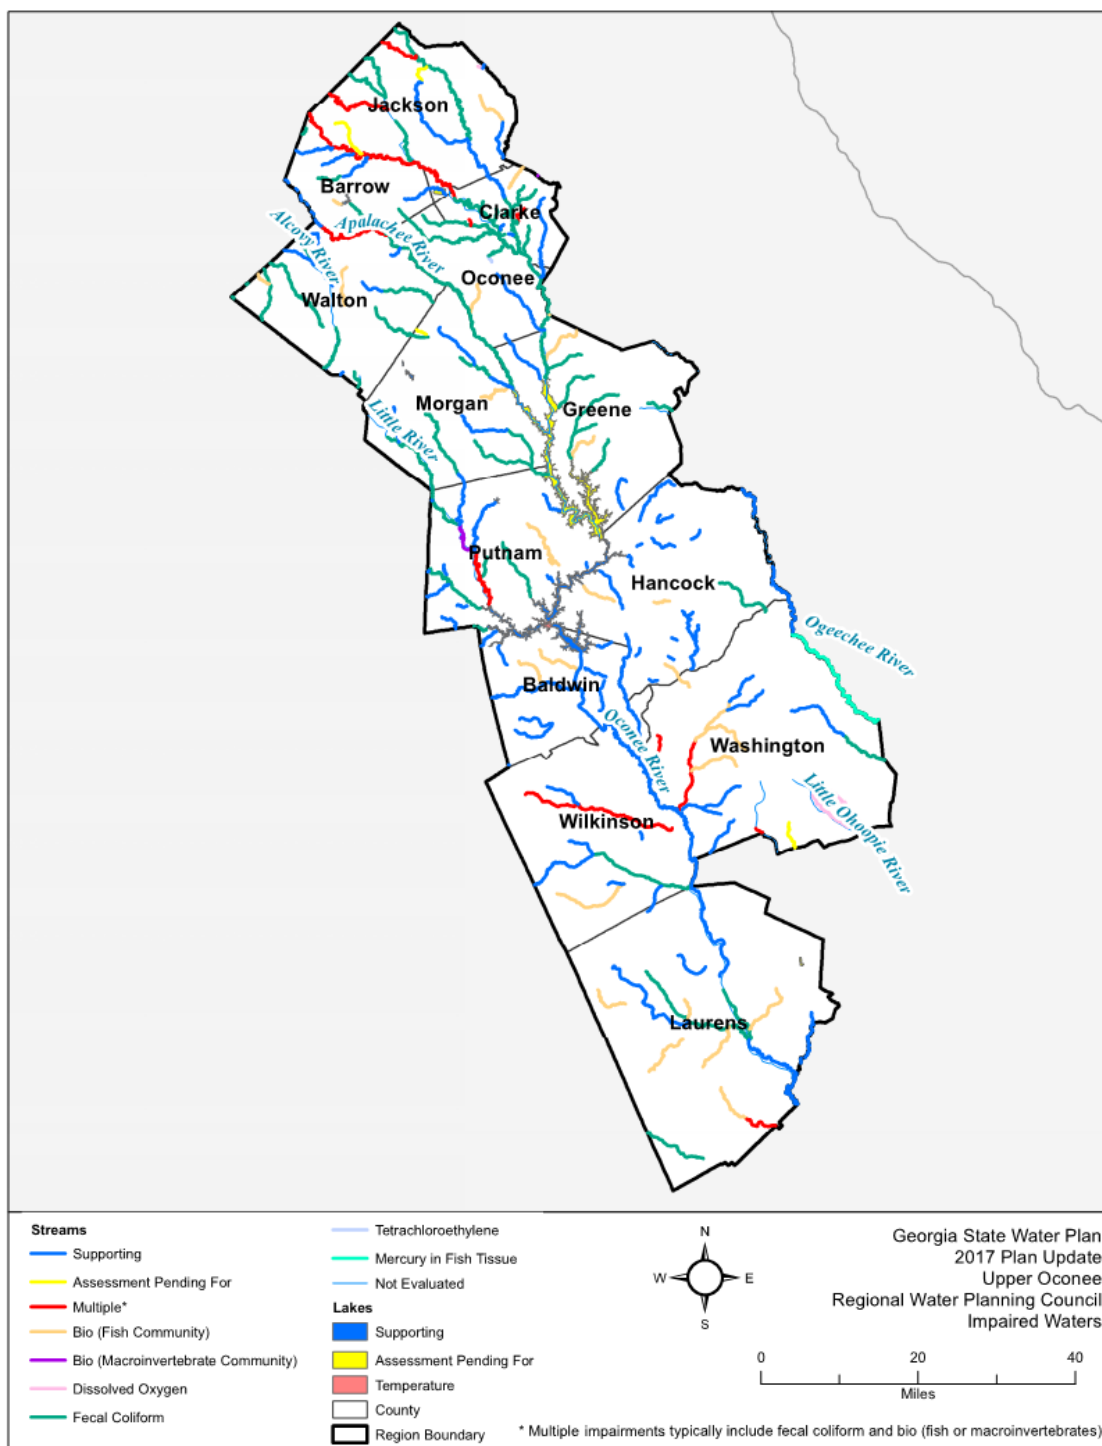 Jackson
Barrow
Clarke
Apalachee River
Alcovy River
Oconee
Walton
Morgan
Greene
Little River
Putnam
Hancock
Ogeechee River
Baldwin
Oconee River
Washington
Little Ohoopie River
Wilkinson
Laurens
Streams
Supporting
Assessment Pending For
Multiple*
Bio (Fish Community)
Bio (Macroinvertebrate Community)
Dissolved Oxygen
Fecal Coliform
Tetrachloroethylene
Mercury in Fish Tissue
Not Evaluated
Lakes
Supporting
Assessment Pending For
Temperature
County
Region Boundary
N
W E
S
Georgia State Water Plan
2017 Plan Update
Upper Oconee
Regional Water Planning Council
Impaired Waters
0 20 40
Miles
* Multiple impairments typically include fecal coliform and bio (fish or macroinvertebrates)